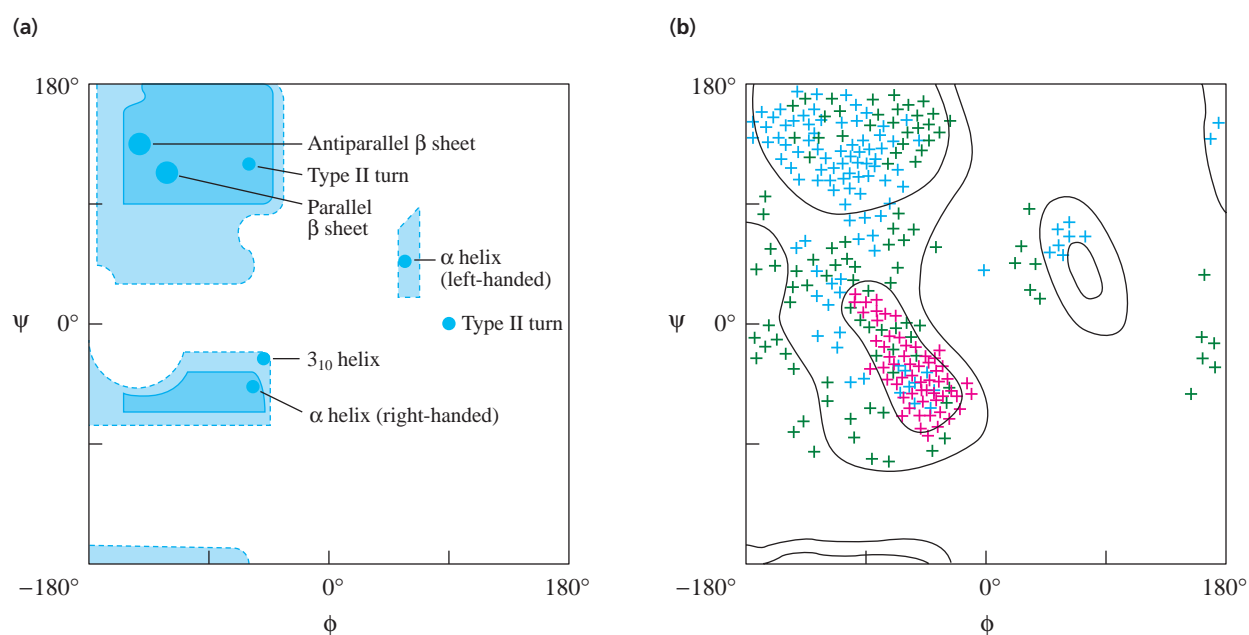 (a)
180°
Antiparallel β sheet
Type II turn
Parallel
β sheet
α helix
(left-handed)
ψ
0°
Type II turn
3₁₀ helix
α helix (right-handed)
−180°
0°
180°
ϕ
(b)
180°
ψ
0°
−180°
0°
180°
ϕ